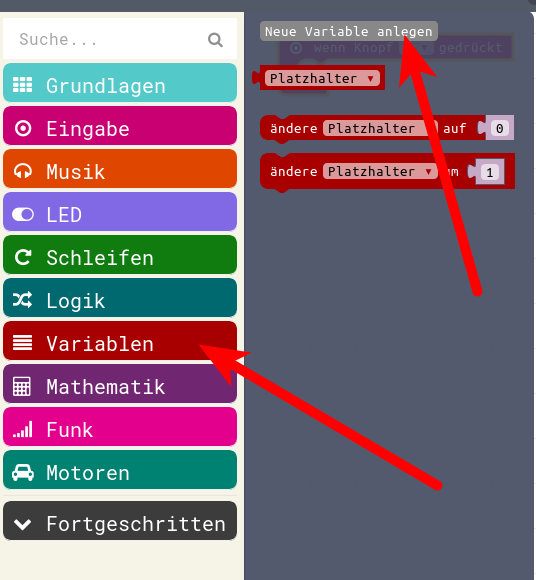 Suche...
Grundlagen
Eingabe
Musik
LED
Schleifen
Logik
Variablen
Mathematik
Funk
Motoren
Fortgeschritten
Neue Variable anlegen
wenn Knopf gedrückt
Platzhalter
ändere Platzhalter auf 0
ändere Platzhalter um 1